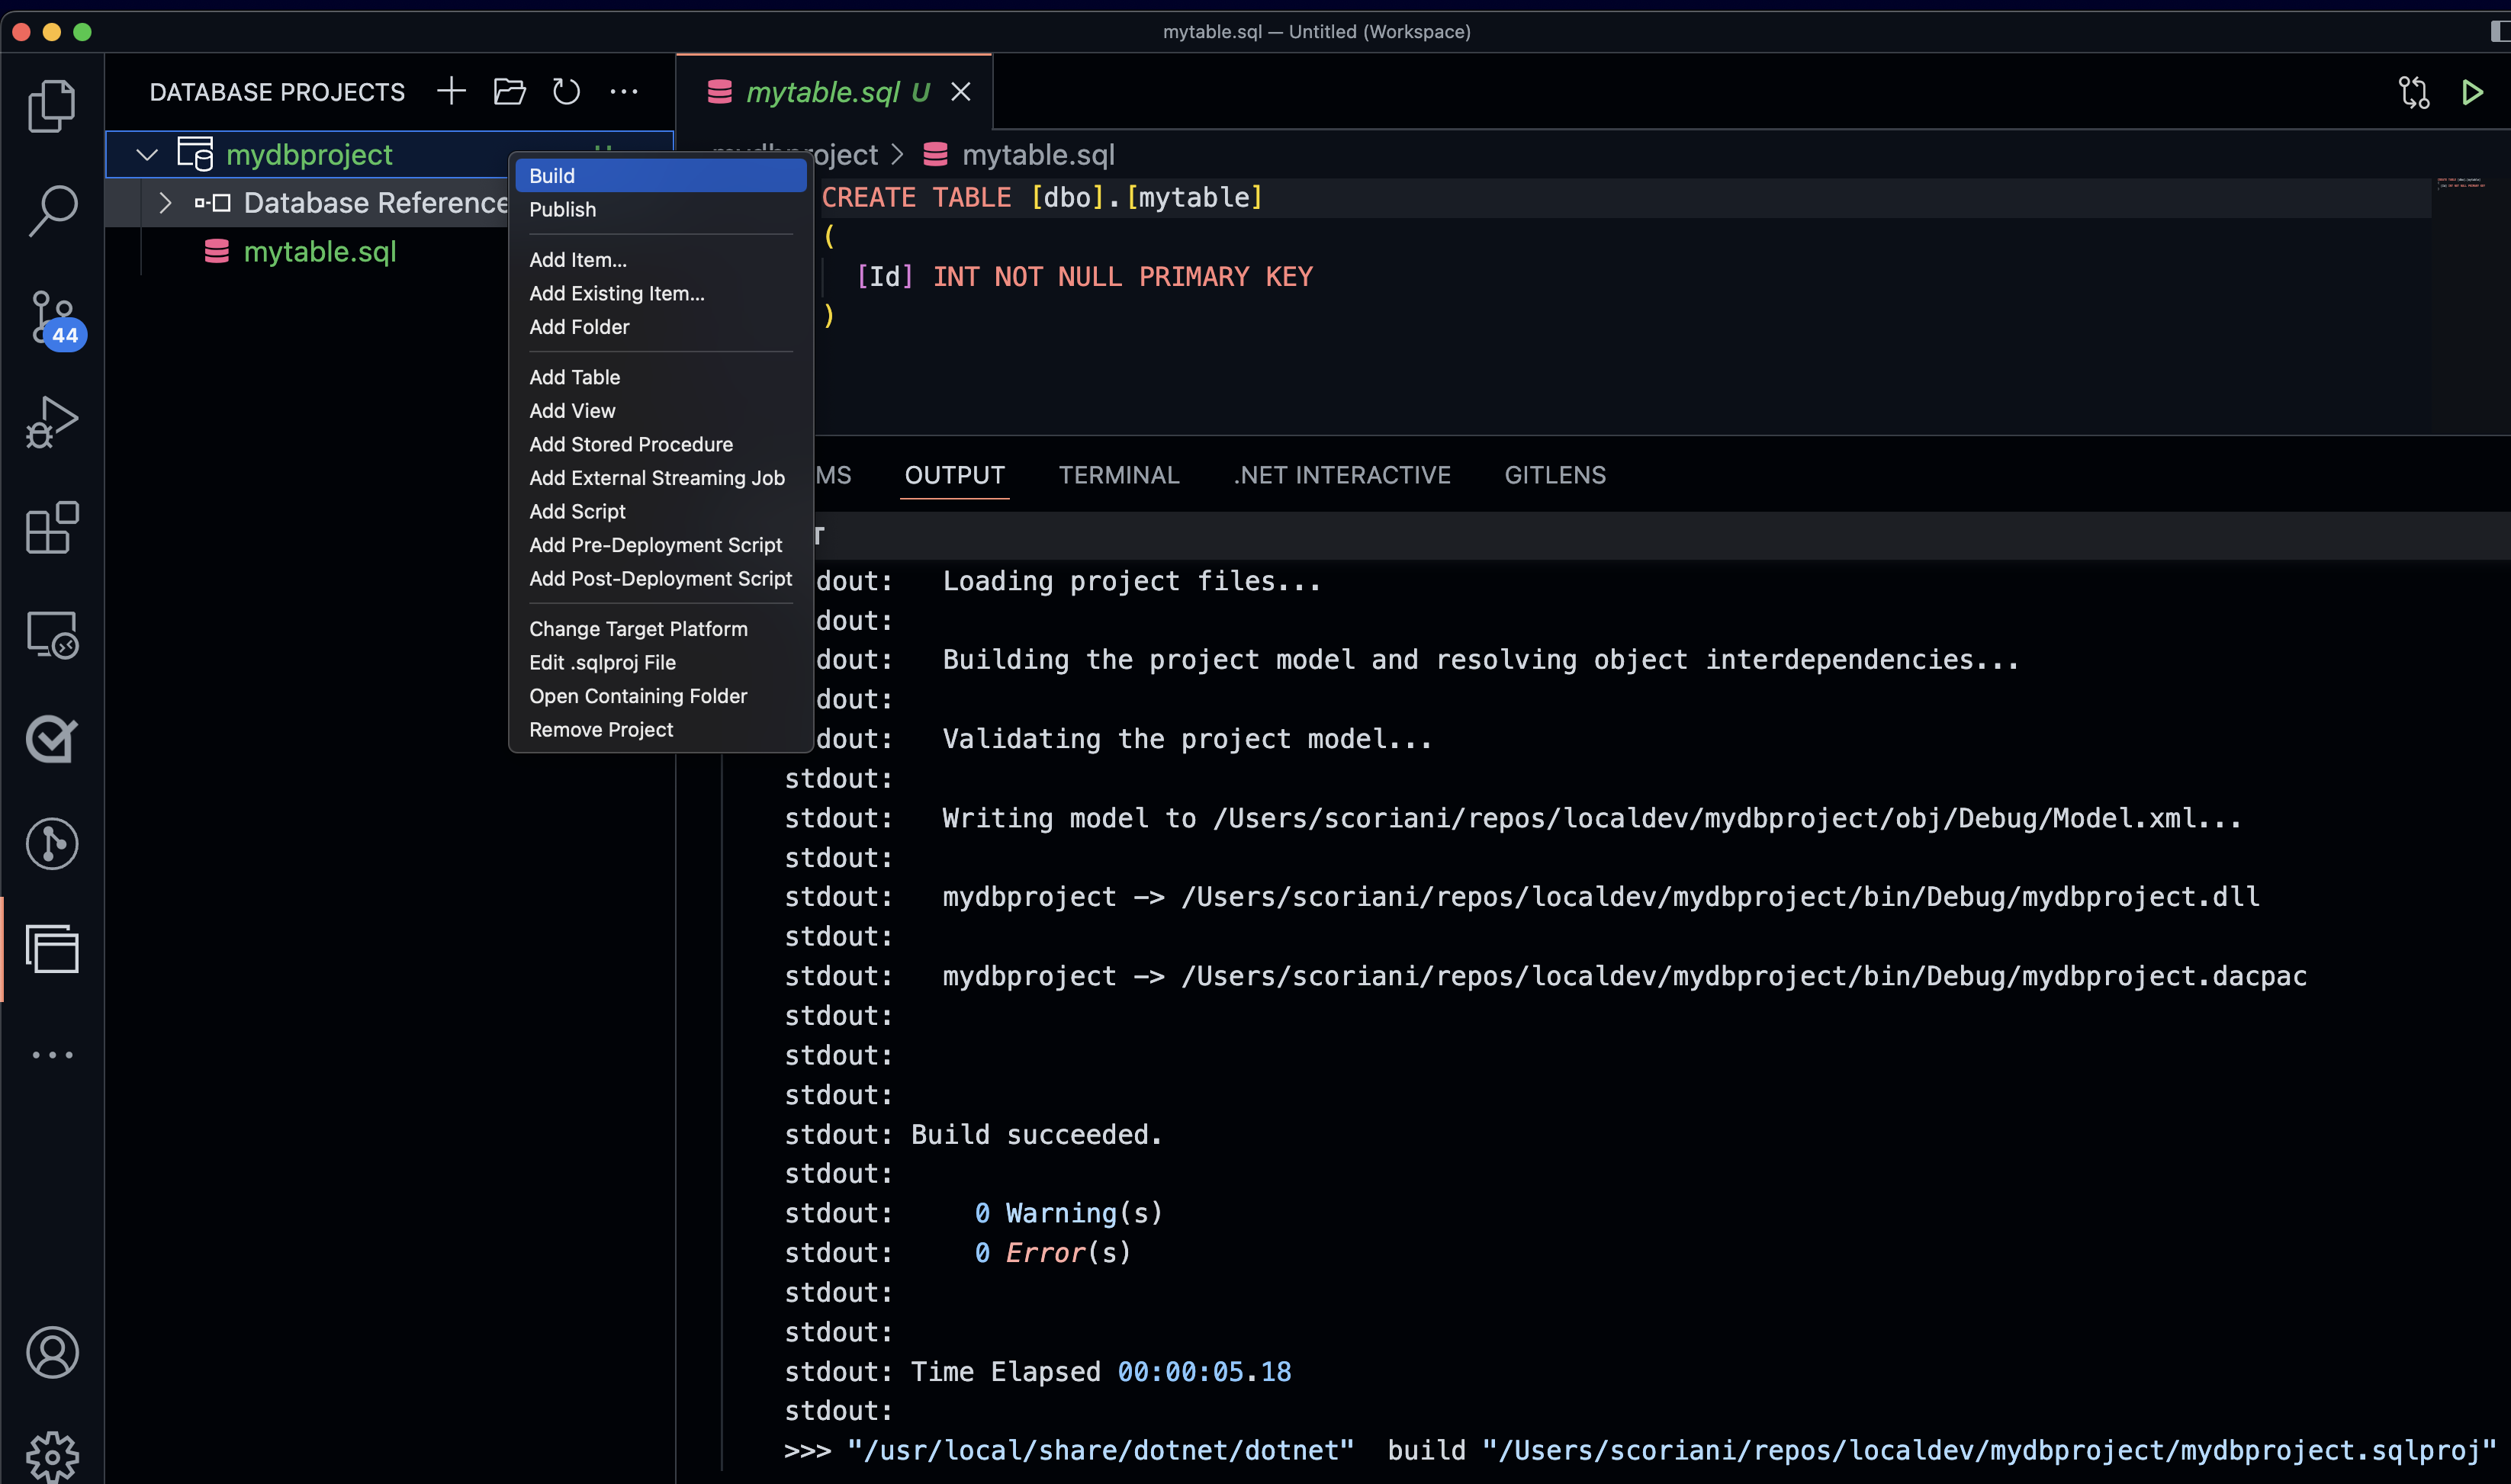 mytable.sql — Untitled (Workspace)
DATABASE PROJECTS
mydbproject
Database Reference
mytable.sql
44
Build
Publish
Add Item...
Add Existing Item...
Add Folder
Add Table
Add View
Add Stored Procedure
Add External Streaming Job
Add Script
Add Pre-Deployment Script
Add Post-Deployment Script
Change Target Platform
Edit .sqlproj File
Open Containing Folder
Remove Project
mytable.sql U
oject > mytable.sql
CREATE TABLE [dbo].[mytable]
(
[Id] INT NOT NULL PRIMARY KEY
)
MS OUTPUT TERMINAL .NET INTERACTIVE GITLENS
T
dout: Loading project files...
dout:
dout: Building the project model and resolving object interdependencies...
dout:
dout: Validating the project model...
stdout:
stdout: Writing model to /Users/scoriani/repos/localdev/mydbproject/obj/Debug/Model.xml...
stdout:
stdout: mydbproject -> /Users/scoriani/repos/localdev/mydbproject/bin/Debug/mydbproject.dll
stdout:
stdout: mydbproject -> /Users/scoriani/repos/localdev/mydbproject/bin/Debug/mydbproject.dacpac
stdout:
stdout:
stdout:
stdout: Build succeeded.
stdout:
stdout: 0 Warning(s)
stdout: 0 Error(s)
stdout:
stdout:
stdout: Time Elapsed 00:00:05.18
stdout:
>>> "/usr/local/share/dotnet/dotnet" build "/Users/scoriani/repos/localdev/mydbproject/mydbproject.sqlproj"